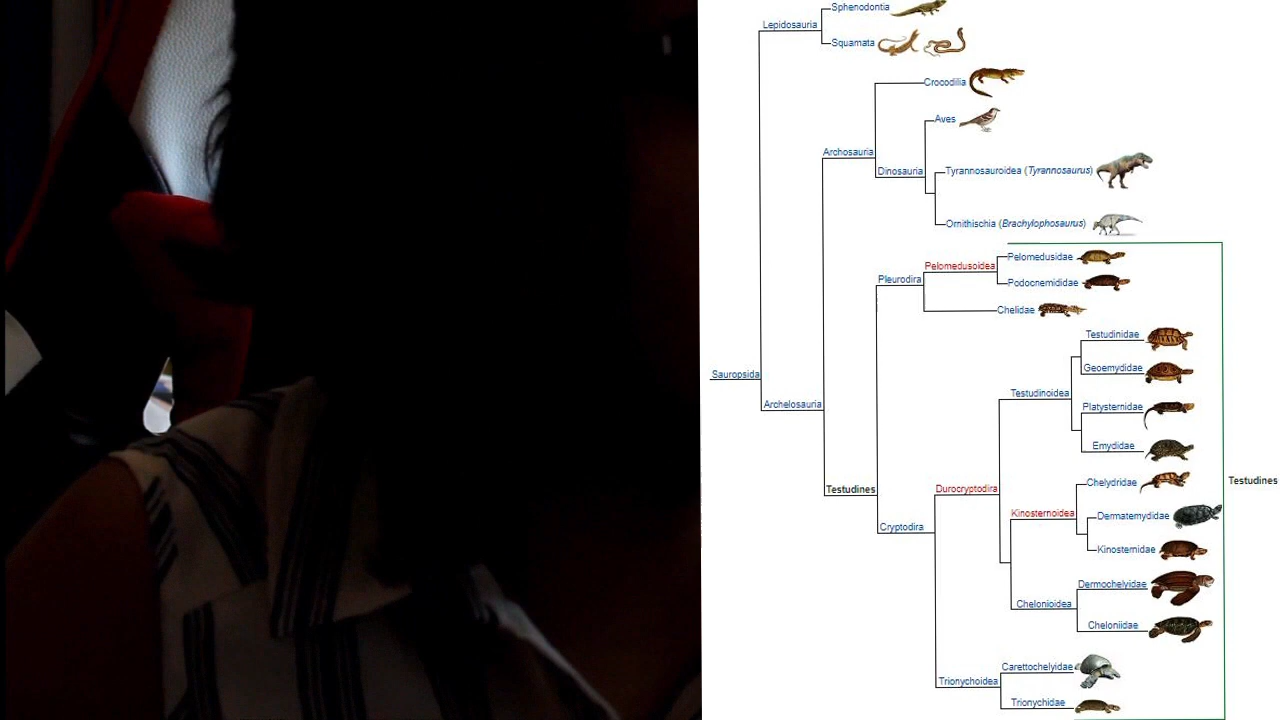 Sphenodontia
Lepidosauria
Squamata
Crocodilia
Aves
Archosauria
Dinosauria
Tyrannosauroidea (Tyrannosaurus)
Ornithischia (Brachylophosaurus)
Pelomedusidae
Pelomedusoidea
Pleurodira
Podocnemididae
Chelidae
Testudinidae
Geoemydidae
Sauropsida
Testudinoidea
Archelosauria
Platysternidae
Emydidae
Testudines
Chelydridae
Testudines
Durocryptodira
Kinosternoidea
Dermatemydidae
Cryptodira
Kinosternidae
Dermochelyidae
Chelonioidea
Cheloniidae
Carettochelyidae
Trionychoidea
Trionychidae